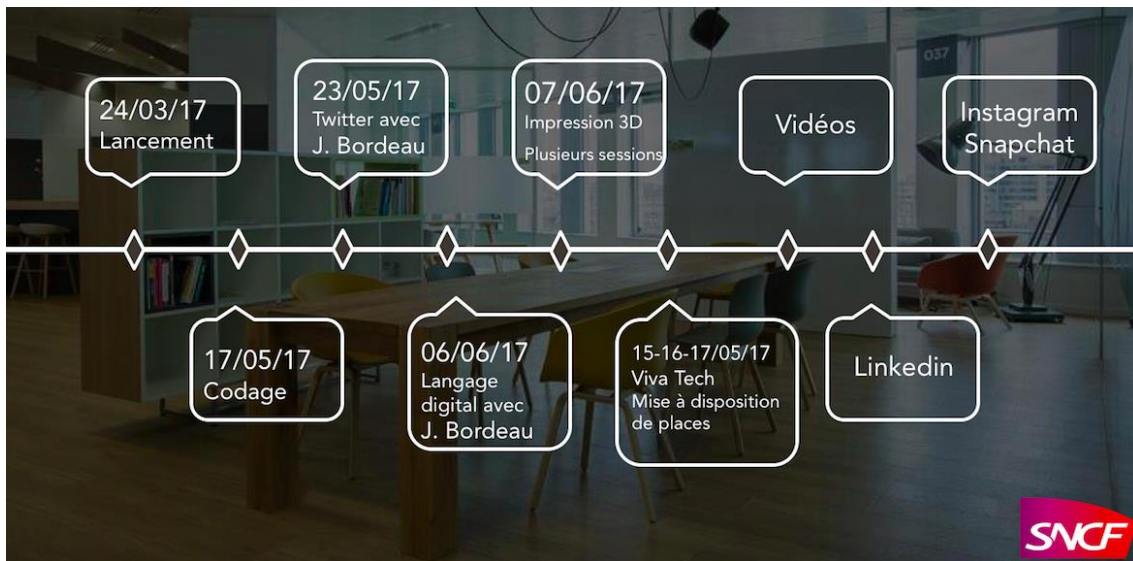 24/03/17
Lancement
17/05/17
Codage
23/05/17
Twitter avec
J. Bordeau
06/06/17
Langage
digital avec
J. Bordeau
07/06/17
Impression 3D
Plusieurs sessions
15-16-17/05/17
Viva Tech
Mise à disposition
de places
Vidéos
Linkedin
Instagram
Snapchat
037
SNCF